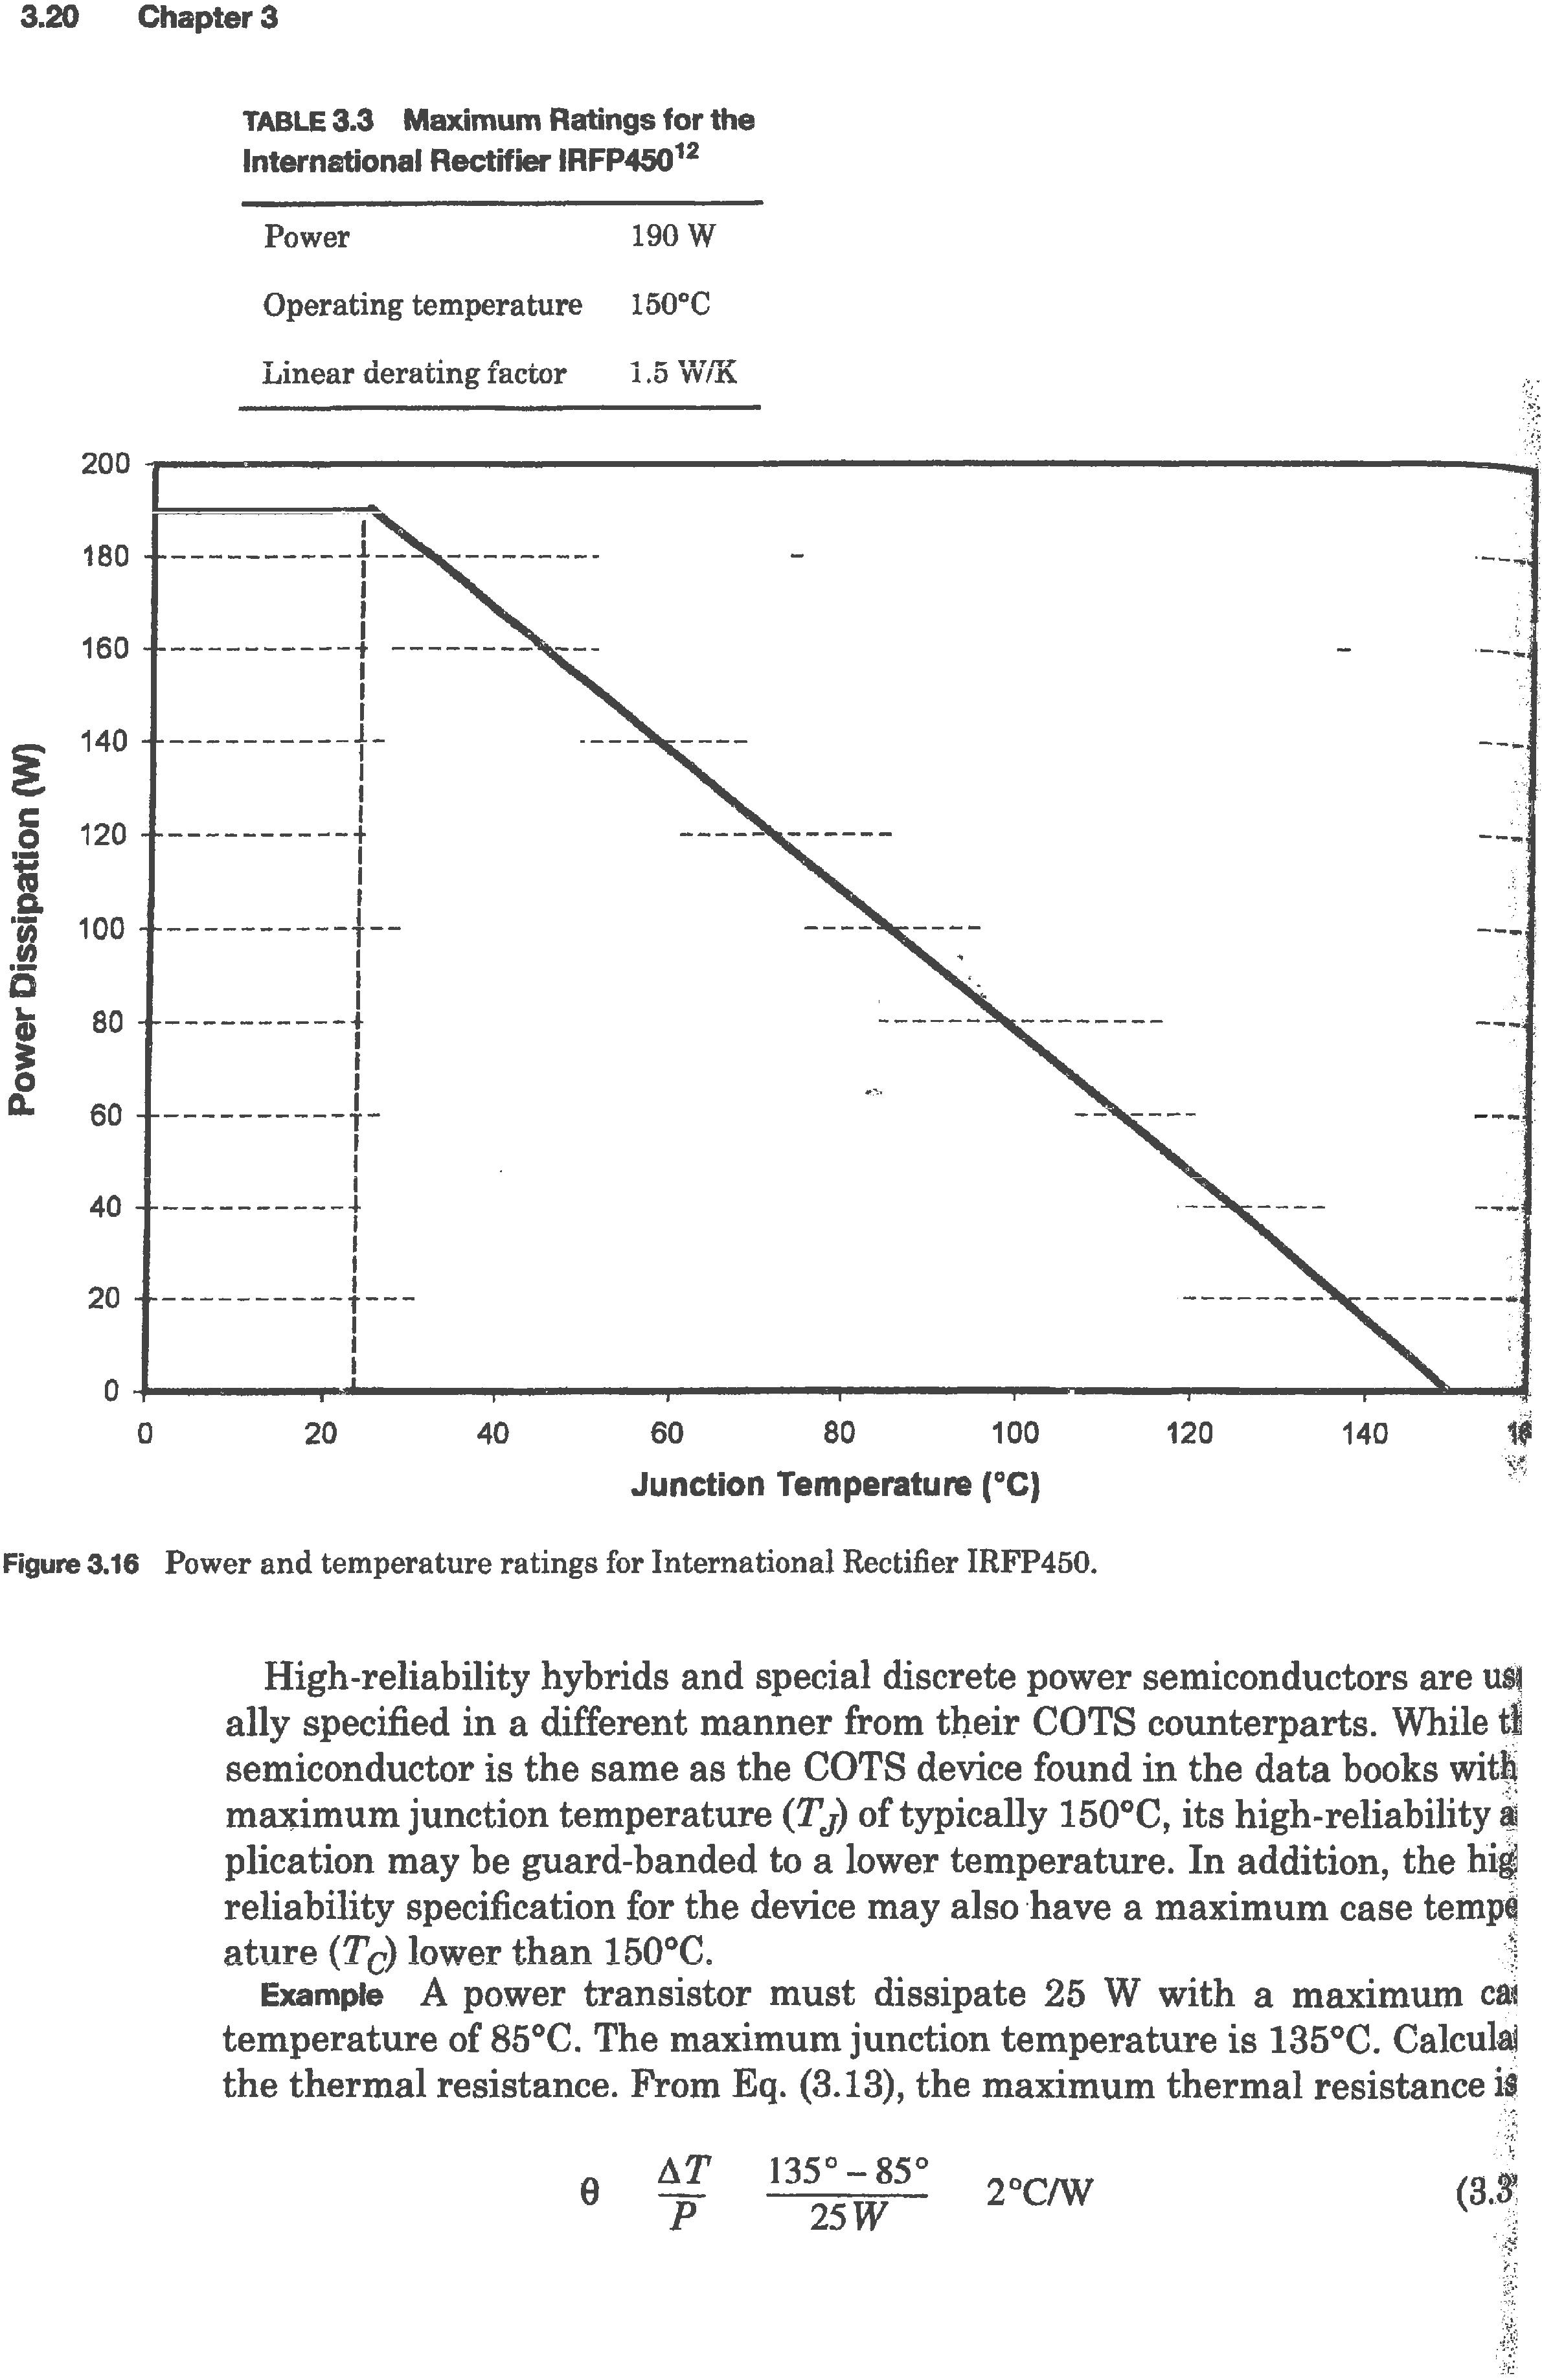 3.20 Chapter 3
TABLE 3.3 Maximum Ratings for the
International Rectifier IRFP450¹²
Power 190 W
Operating temperature 150°C
Linear derating factor 1.5 W/K
200
180
160
140
120
100
80
60
40
20
0
Power Dissipation (W)
0 20 40 60 80 100 120 140
Junction Temperature (°C)
Figure 3.16 Power and temperature ratings for International Rectifier IRFP450.
High-reliability hybrids and special discrete power semiconductors are
ally specified in a different manner from their COTS counterparts. While
semiconductor is the same as the COTS device found in the data books with
maximum junction temperature (T_J) of typically 150°C, its high-reliability
plication may be guard-banded to a lower temperature. In addition, the
reliability specification for the device may also have a maximum case
ature (T_C) lower than 150°C.
Example A power transistor must dissipate 25 W with a maximum
temperature of 85°C. The maximum junction temperature is 135°C.
the thermal resistance. From Eq. (3.13), the maximum thermal resistance is
θ ΔT/P 135° – 85°/25 W 2°C/W